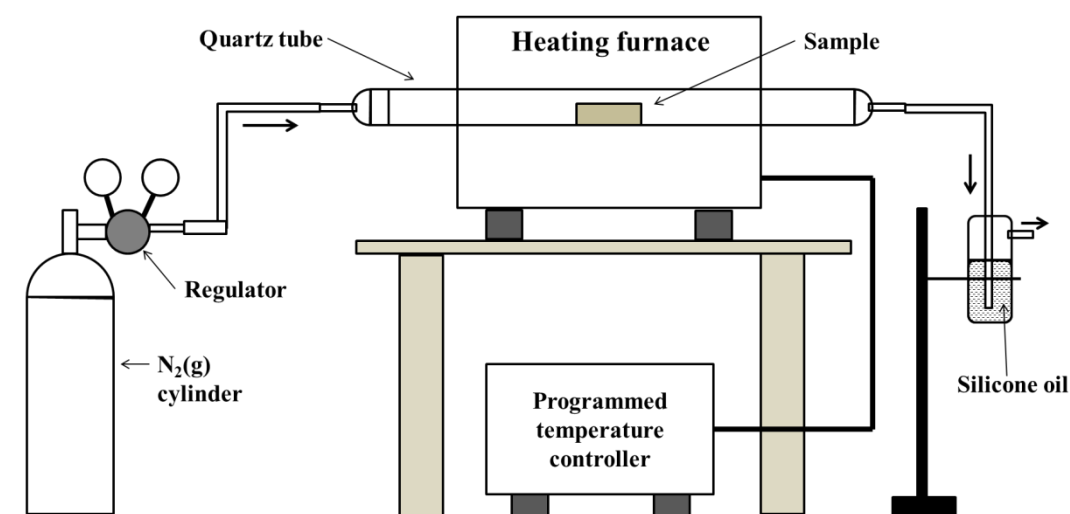 Quartz tube
Heating furnace
Sample
Regulator
N₂(g)
cylinder
Programmed
temperature
controller
Silicone oil